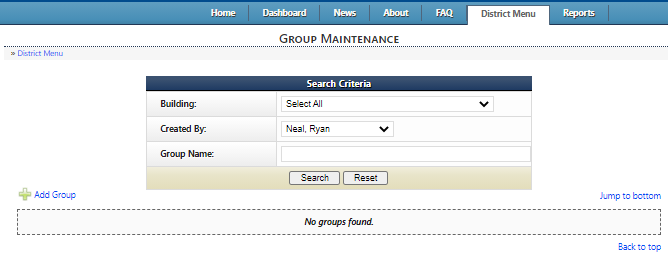 Home Dashboard News About FAQ District Menu Reports
Group Maintenance
» District Menu
Search Criteria
Building: Select All
Created By: Neal, Ryan
Group Name:
Search Reset
Add Group Jump to bottom
No groups found.
Back to top